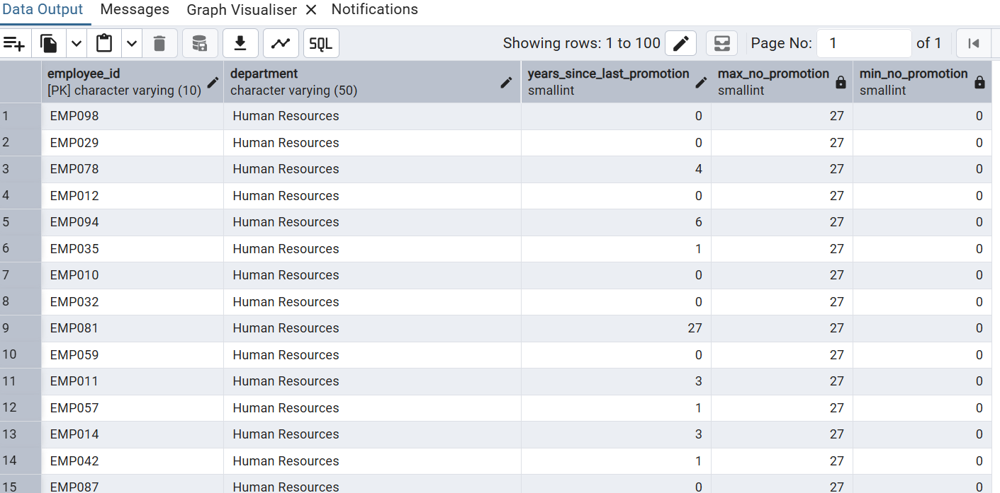 Data Output Messages Graph Visualiser X Notifications
SQL Showing rows: 1 to 100 Page No: 1 of 1
employee_id department years_since_last_promotion max_no_promotion min_no_promotion
[PK] character varying (10) character varying (50) smallint smallint smallint
1 EMP098 Human Resources 0 27 0
2 EMP029 Human Resources 0 27 0
3 EMP078 Human Resources 4 27 0
4 EMP012 Human Resources 0 27 0
5 EMP094 Human Resources 6 27 0
6 EMP035 Human Resources 1 27 0
7 EMP010 Human Resources 0 27 0
8 EMP032 Human Resources 0 27 0
9 EMP081 Human Resources 27 27 0
10 EMP059 Human Resources 0 27 0
11 EMP011 Human Resources 3 27 0
12 EMP057 Human Resources 1 27 0
13 EMP014 Human Resources 3 27 0
14 EMP042 Human Resources 1 27 0
15 EMP087 Human Resources 0 27 0